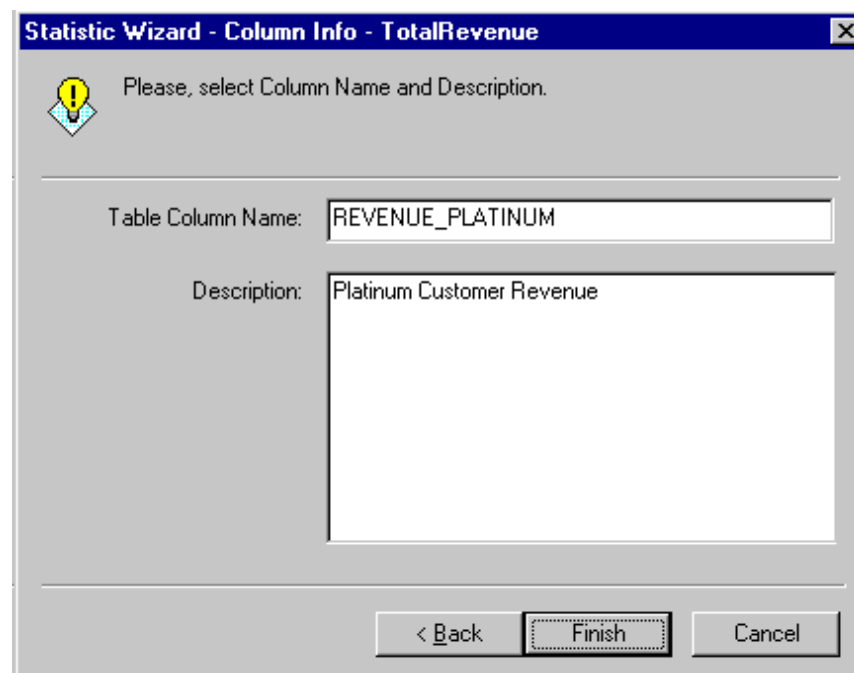 Statistic Wizard - Column Info - TotalRevenue
Please, select Column Name and Description.
Table Column Name: REVENUE_PLATINUM
Description: Platinum Customer Revenue
< Back Finish Cancel